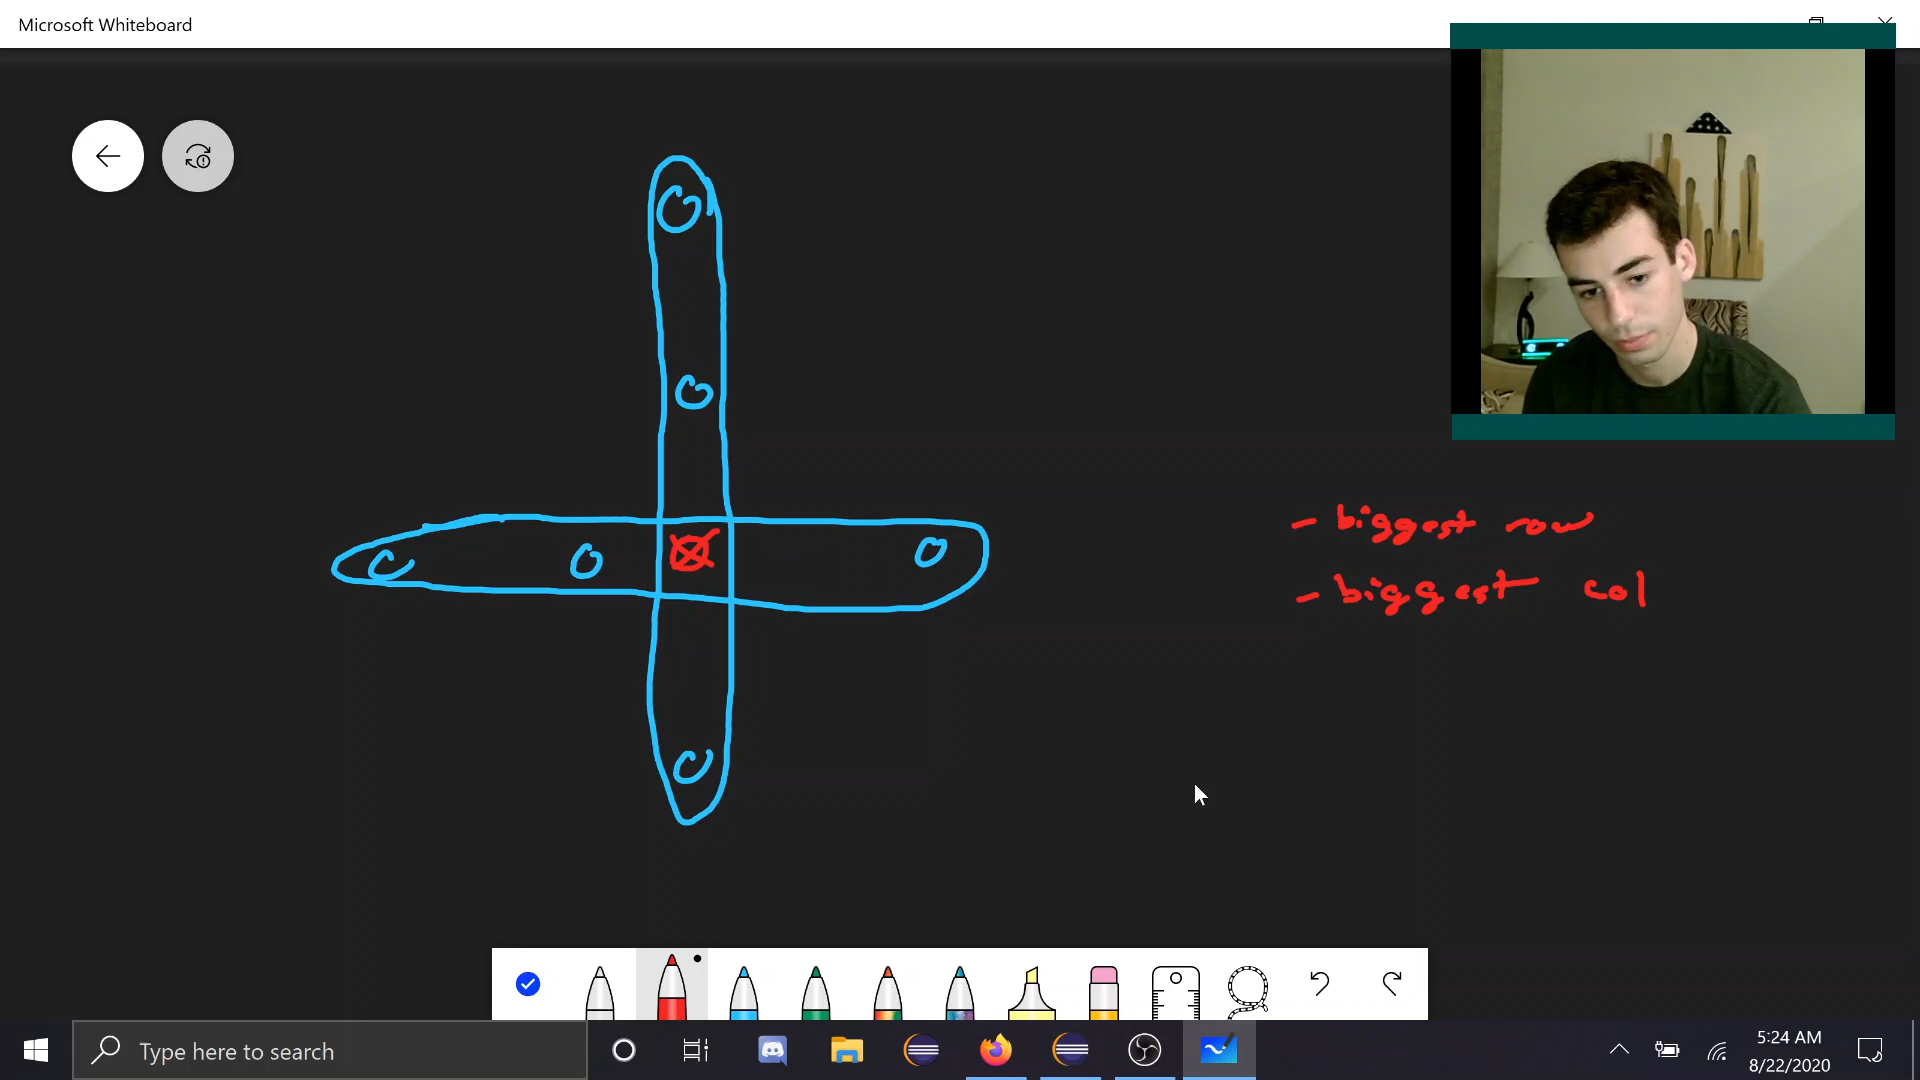 Microsoft Whiteboard
- biggest row
- biggest col
Type here to search
5:24 AM
8/22/2020